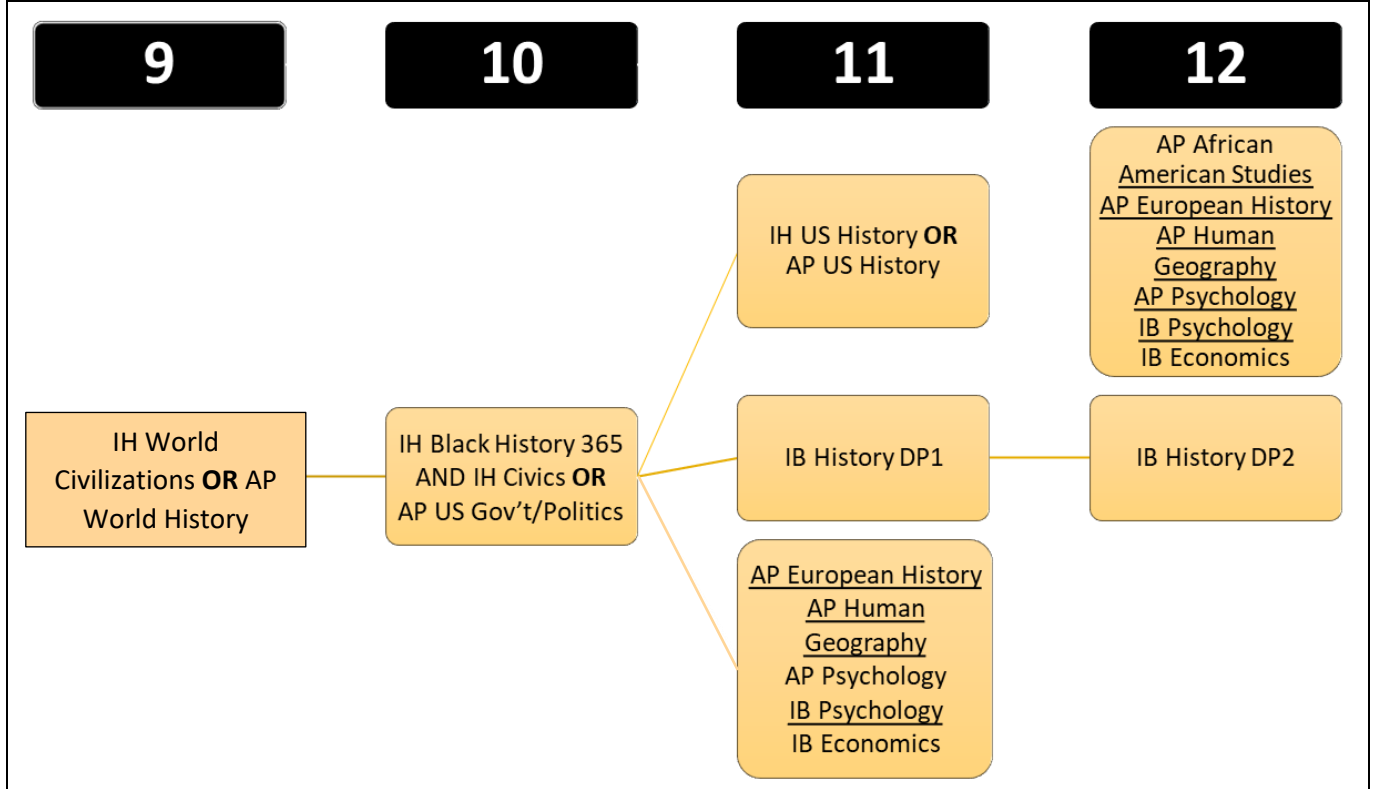 9
10
11
12
IH World
Civilizations OR AP
World History
IH Black History 365
AND IH Civics OR
AP US Gov't/Politics
IH US History OR
AP US History
IB History DP1
AP European History
AP Human
Geography
AP Psychology
IB Psychology
IB Economics
AP African
American Studies
AP European History
AP Human
Geography
AP Psychology
IB Psychology
IB Economics
IB History DP2